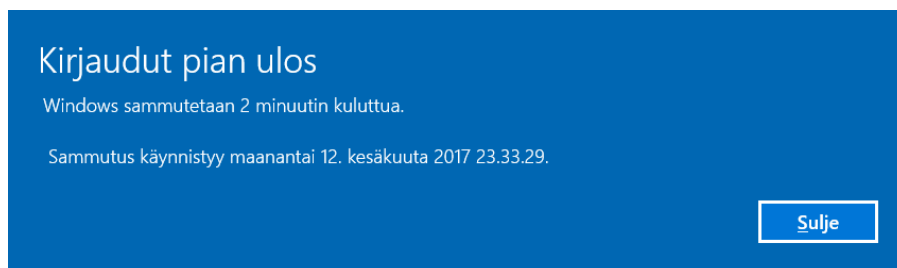 Kirjaudut pian ulos
Windows sammutetaan 2 minuutin kuluttua.
Sammutus käynnistyy maanantai 12. kesäkuuta 2017 23.33.29.
Sulje